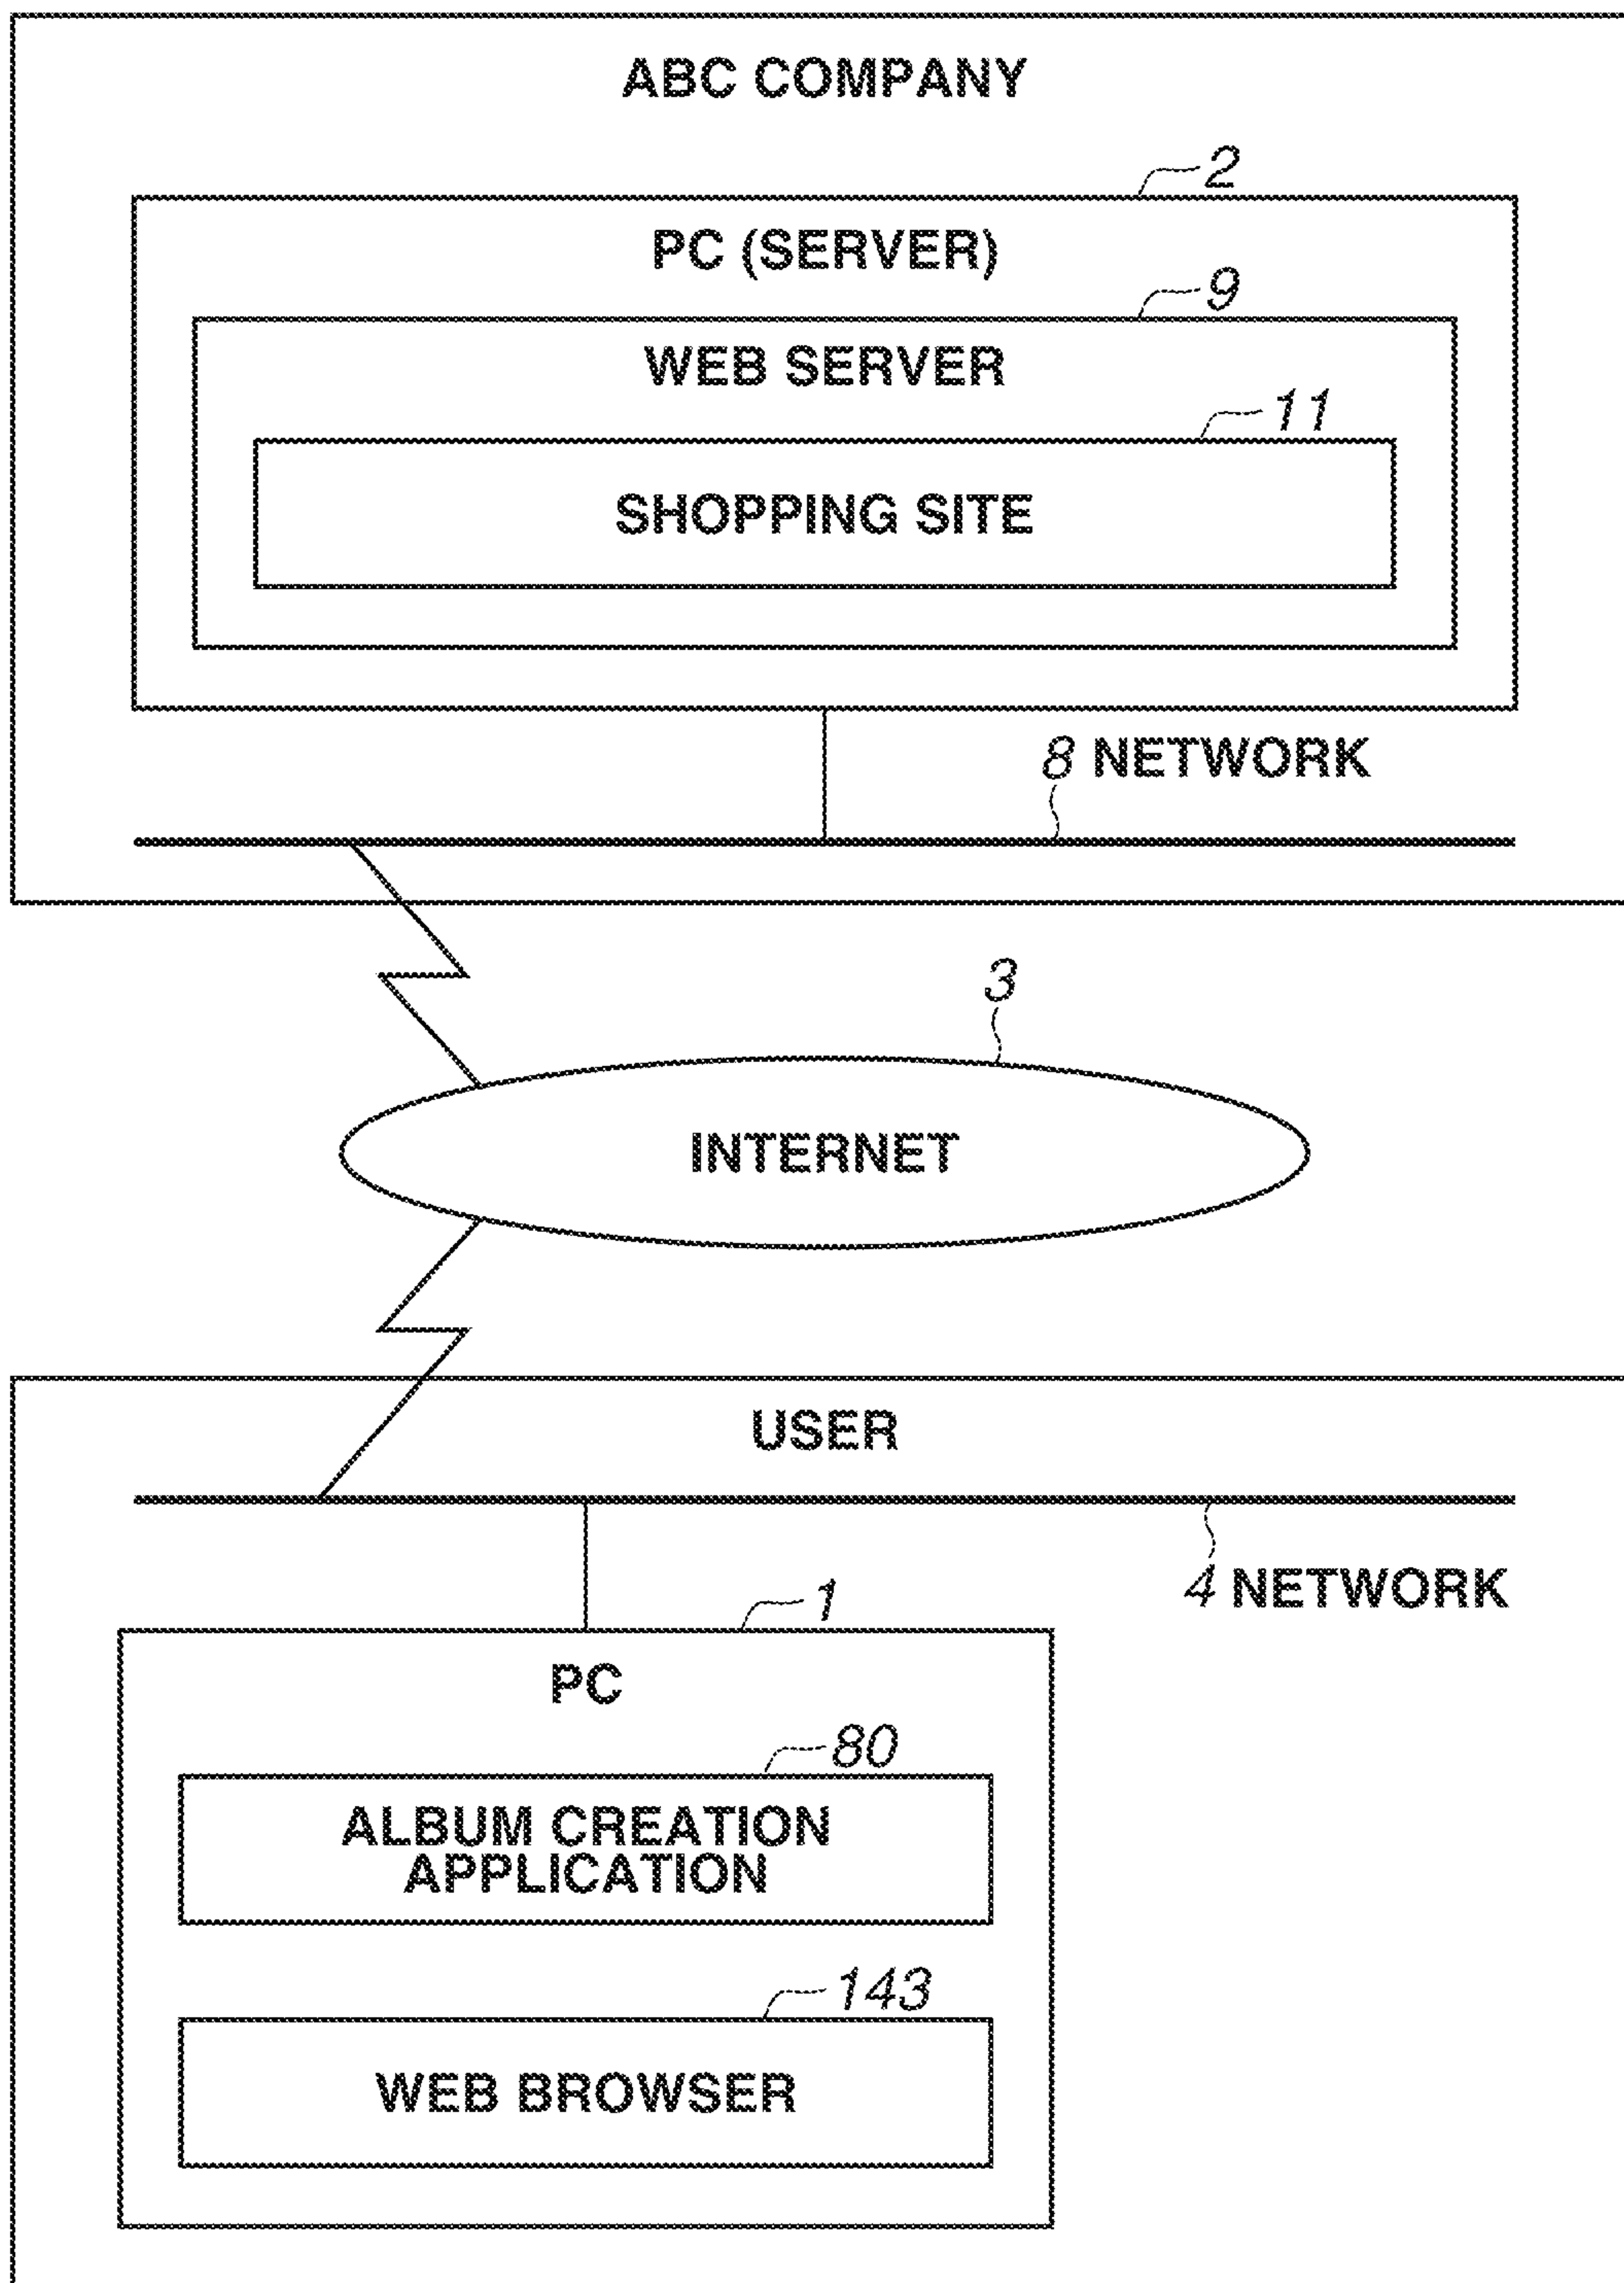 ABC COMPANY
2
PC (SERVER)
9
WEB SERVER
11
SHOPPING SITE
8 NETWORK
3
INTERNET
USER
4 NETWORK
1
PC
80
ALBUM CREATION
APPLICATION
143
WEB BROWSER